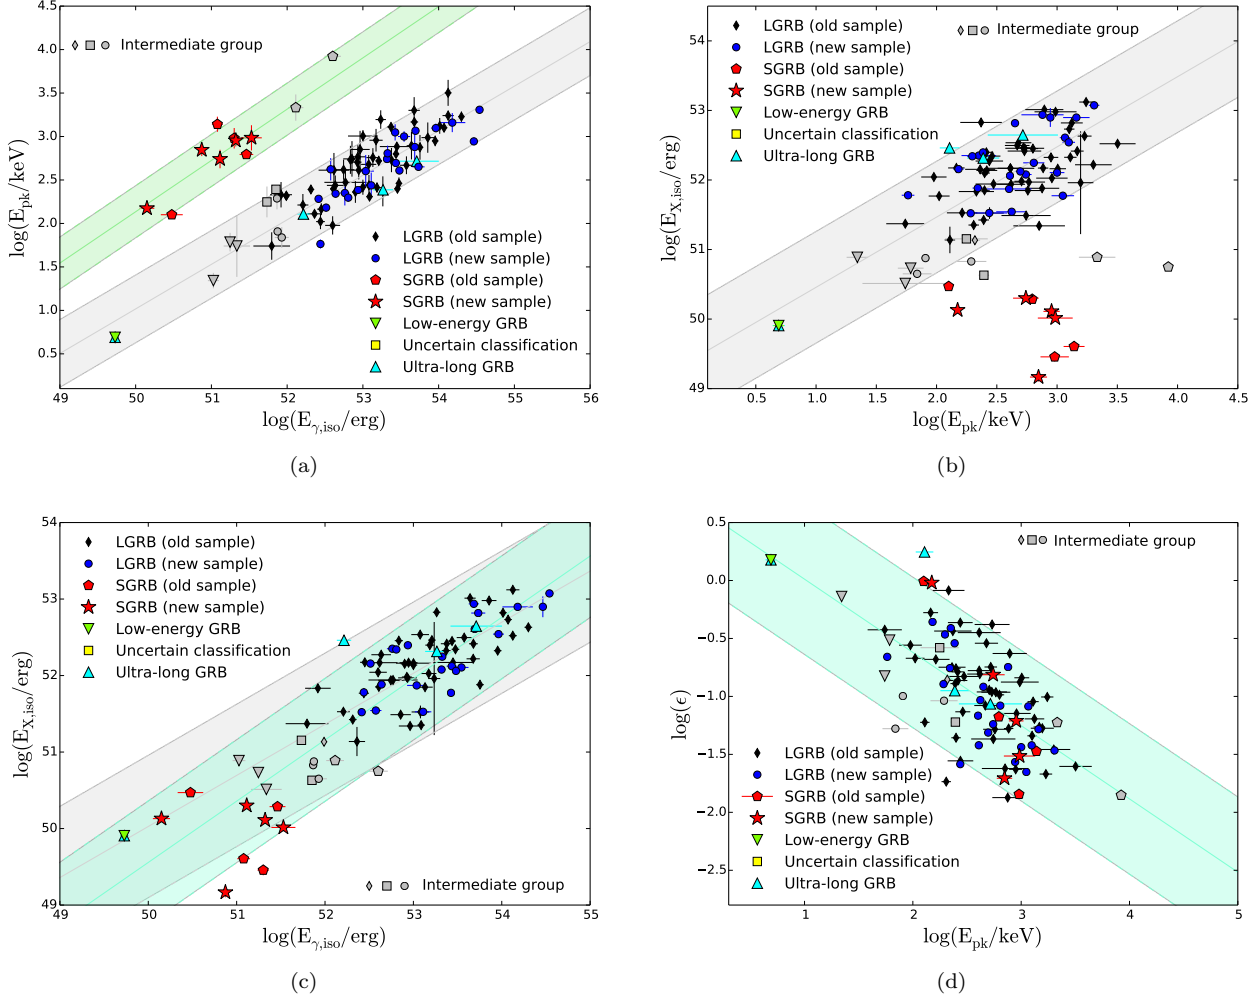 4.5
4.0
3.5
3.0
2.5
2.0
1.5
1.0
0.5
log(E_pk/keV)
Intermediate group
LGRB (old sample)
LGRB (new sample)
SGRB (old sample)
SGRB (new sample)
Low-energy GRB
Uncertain classification
Ultra-long GRB
49 50 51 52 53 54 55 56
log(E_γ,iso/erg)
(a)
54
53
52
51
50
49
log(E_X,iso/erg)
LGRB (old sample)
LGRB (new sample)
SGRB (old sample)
SGRB (new sample)
Low-energy GRB
Uncertain classification
Ultra-long GRB
Intermediate group
0.5 1.0 1.5 2.0 2.5 3.0 3.5 4.0 4.5
log(E_pk/keV)
(b)
54
53
52
51
50
49
log(E_X,iso/erg)
LGRB (old sample)
LGRB (new sample)
SGRB (old sample)
SGRB (new sample)
Low-energy GRB
Uncertain classification
Ultra-long GRB
Intermediate group
49 50 51 52 53 54 55
log(E_γ,iso/erg)
(c)
0.5
0.0
−0.5
−1.0
−1.5
−2.0
−2.5
log(ϵ)
Intermediate group
LGRB (old sample)
LGRB (new sample)
SGRB (old sample)
SGRB (new sample)
Low-energy GRB
Uncertain classification
Ultra-long GRB
1 2 3 4 5
log(E_pk/keV)
(d)